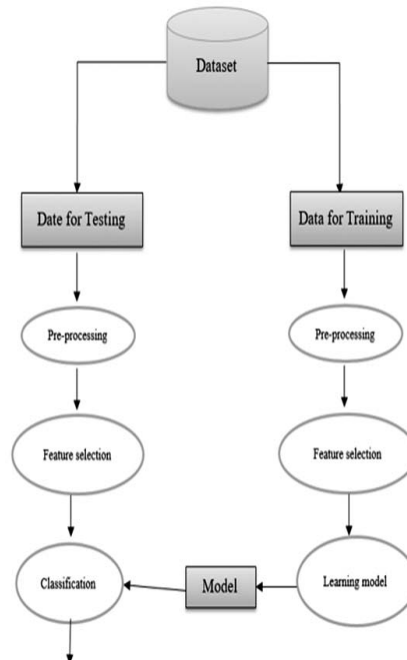 Dataset
Date for Testing
Data for Training
Pre-processing
Pre-processing
Feature selection
Feature selection
Classification
Model
Learning model